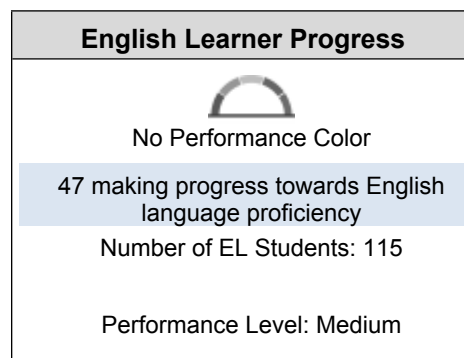 English Learner Progress
No Performance Color
47 making progress towards English
language proficiency
Number of EL Students: 115
Performance Level: Medium